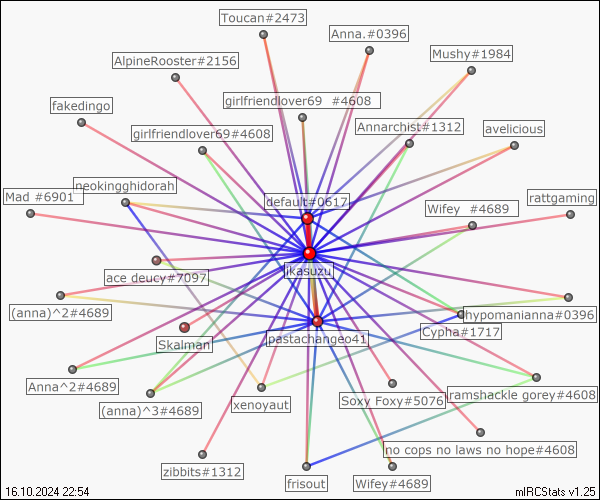 Toucan#2473
Anna.#0396
Mushy#1984
AlpineRooster#2156
fakedingo
girlfriendlover69 #4608
girlfriendlover69#4608
Annarchist#1312
avelicious
neokingghidorah
Mad #6901
default#0617
Wifey #4689
rattgaming
ace deucy#7097
jkasuzu
(anna)^2#4689
hypomanianna#0396
Cypha#1717
Skalman
pastachangeo41
Anna^2#4689
(anna)^3#4689
xenoyaut
Soxy Foxy#5076
ramshackle gorey#4608
no cops no laws no hope#4608
zibbits#1312
frisout
Wifey#4689
16.10.2024 22:54
mIRCStats v1.25